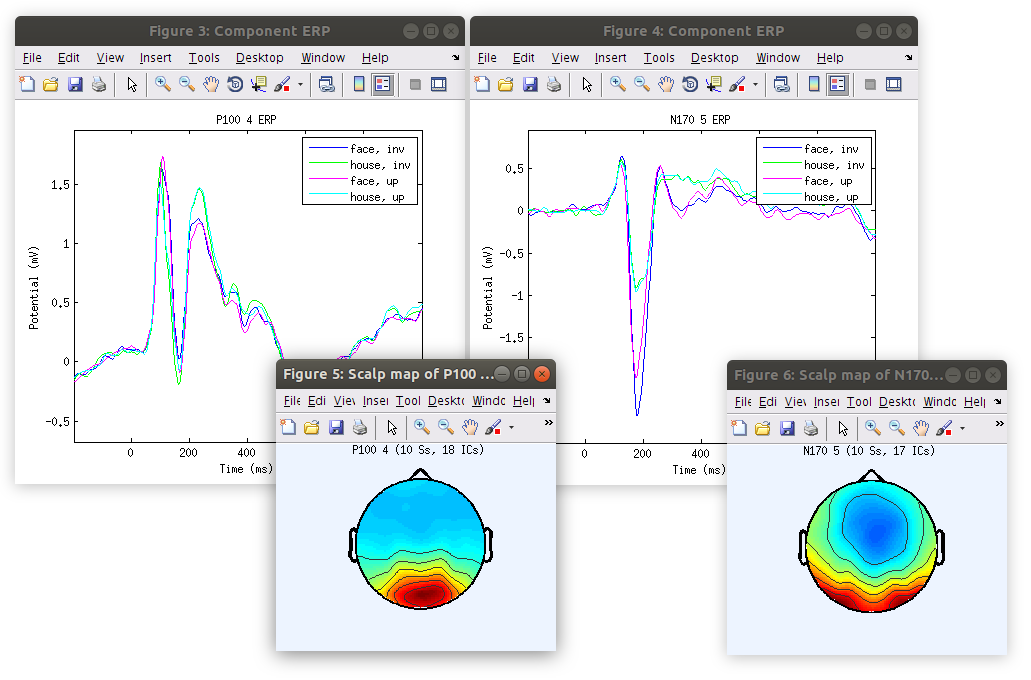 Figure 3: Component ERP
File Edit View Insert Tools Desktop Window Help
P100 4 ERP
face, inv
house, inv
face, up
house, up
1.5
1
0.5
0
−0.5
Potential (mV)
0 200 400
Time (ms)
Figure 4: Component ERP
File Edit View Insert Tools Desktop Window Help
N170 5 ERP
face, inv
house, inv
face, up
house, up
0.5
0
−0.5
−1
−1.5
Potential (mV)
0 200 400
Time (ms)
Figure 5: Scalp map of P100 ...
File Edi View Inser Tool Deskto Windc Help
P100 4 (10 Ss, 18 ICs)
Figure 6: Scalp map of N170...
File Edi View Inser Tool Deskto Windc Help
N170 5 (10 Ss, 17 ICs)